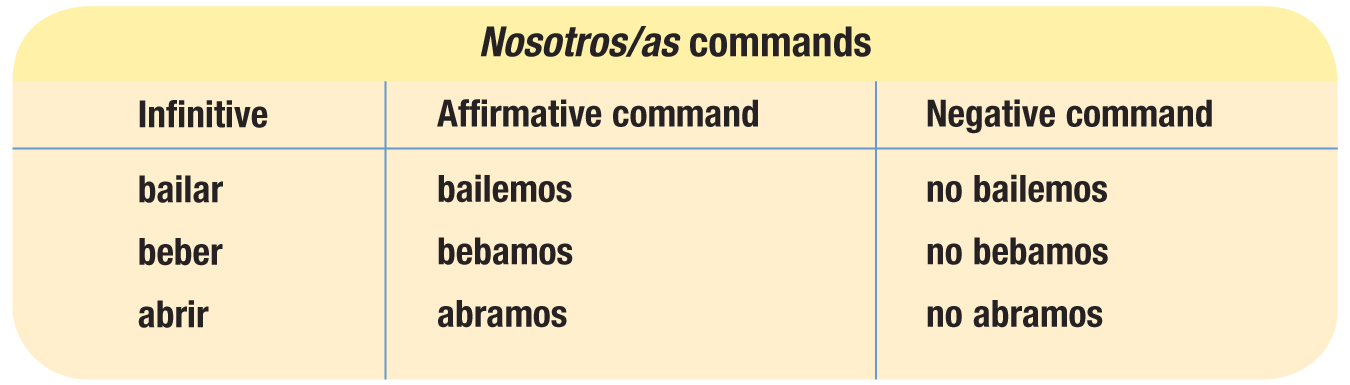 Nosotros/as commands
Infinitive Affirmative command Negative command
bailar bailemos no bailemos
beber bebamos no bebamos
abrir abramos no abramos